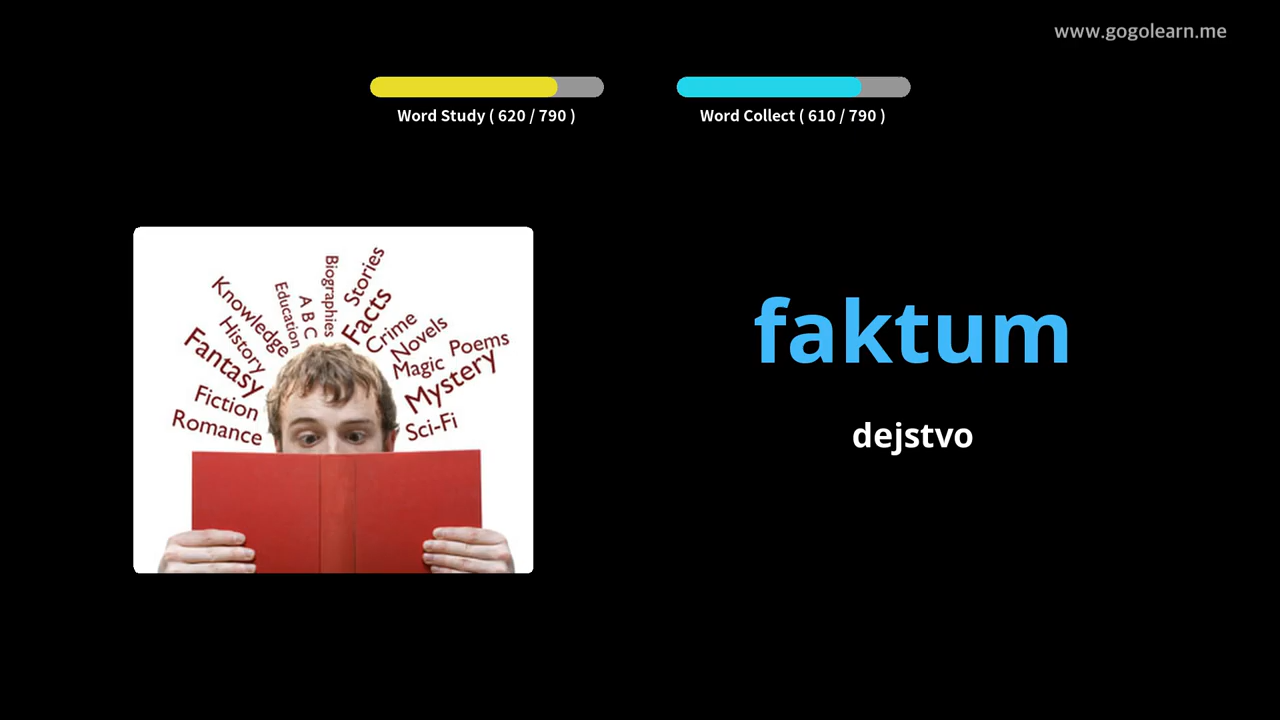 www.gogolearn.me
Word Study ( 620 / 790 )
Word Collect ( 610 / 790 )
Biographies
Stories
Education
A B C
Facts
Knowledge
Crime
History
Novels
Poems
Fantasy
Magic
Mystery
Fiction
Romance
Sci-Fi
faktum
dejstvo